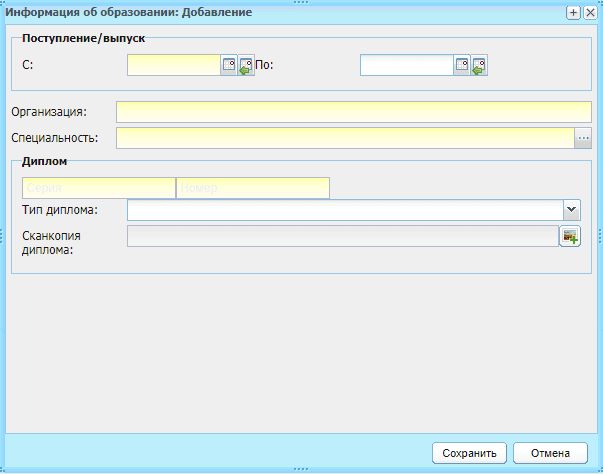 Информация об образовании: Добавление
Поступление/выпуск
С: По:
Организация:
Специальность:
Диплом
Серия Номер
Тип диплома:
Сканкопия
диплома:
Сохранить Отмена